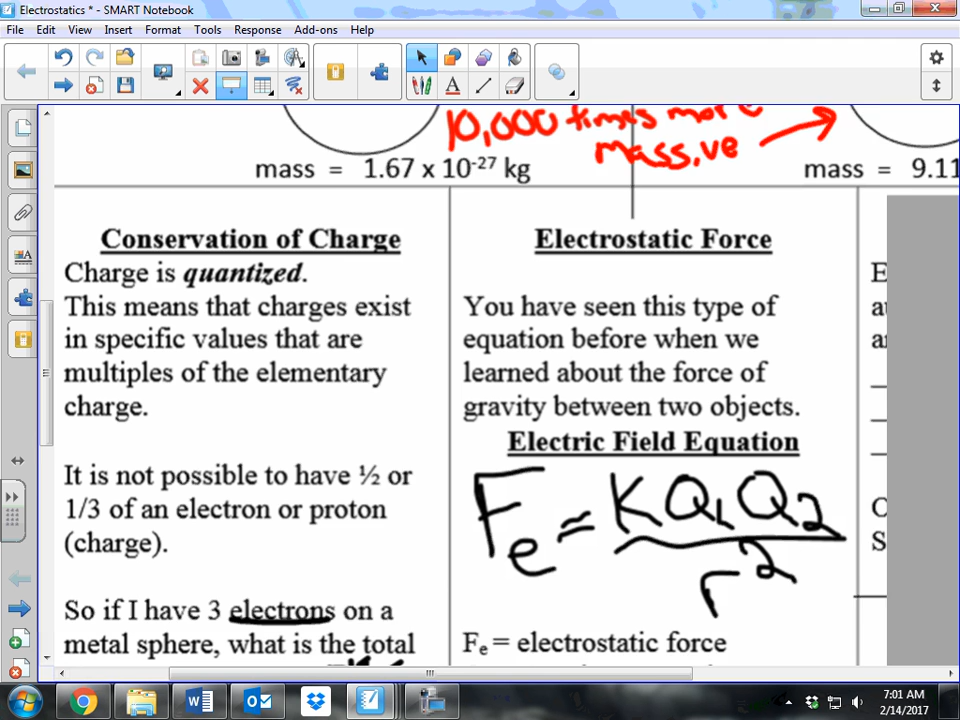 Electrostatics * - SMART Notebook
File Edit View Insert Format Tools Response Add-ons Help
10,000 times more
massive
mass = 1.67 x 10-27 kg
mass = 9.11
Conservation of Charge
Charge is quantized.
This means that charges exist
in specific values that are
multiples of the elementary
charge.
It is not possible to have ½ or
1/3 of an electron or proton
(charge).
So if I have 3 electrons on a
metal sphere, what is the total
Electrostatic Force
You have seen this type of
equation before when we
learned about the force of
gravity between two objects.
Electric Field Equation
Fe = KQ1Q2
r2
Fe = electrostatic force
E
C
S
7:01 AM
2/14/2017